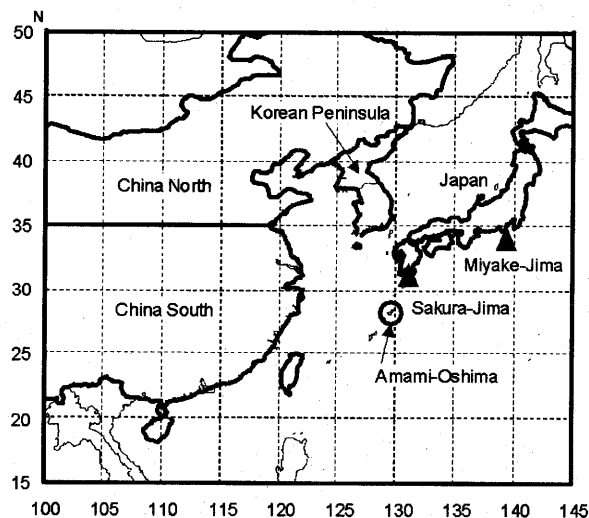 N
50
45
Korean Peninsula
40
China North
Japan
35
Miyake-Jima
30
China South
Sakura-Jima
25
Amami-Oshima
20
15
100 105 110 115 120 125 130 135 140 145